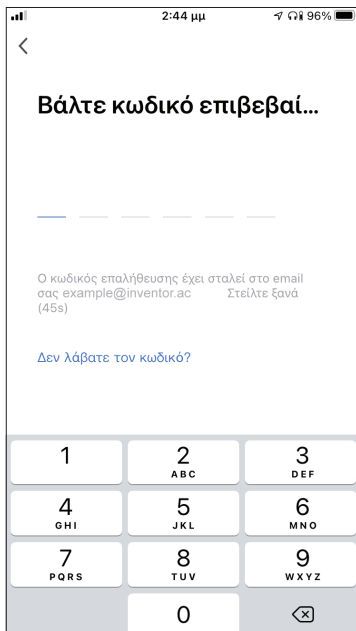 2:44 μμ
96%
Βάλτε κωδικό επιβεβαί...
Ο κωδικός επαλήθευσης έχει σταλεί στο email
σας example@inventor.ac Στείλτε ξανά
(45s)
Δεν λάβατε τον κωδικό?
1 2 3
ABC DEF
4 5 6
GHI JKL MNO
7 8 9
PQRS TUV WXYZ
0